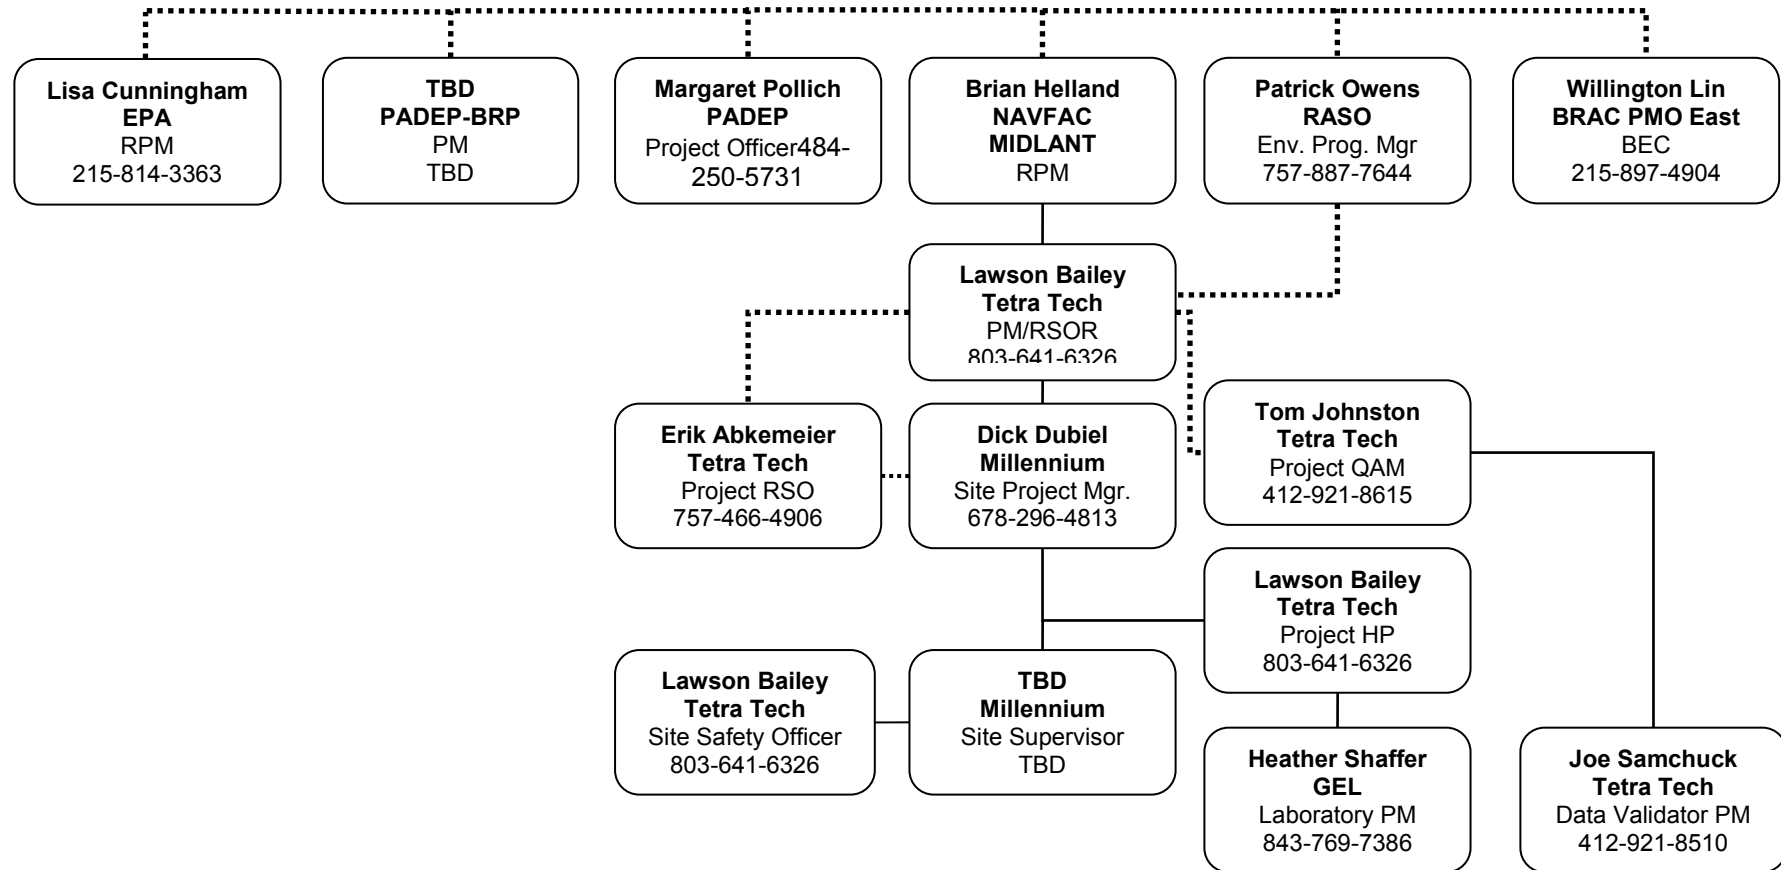 Lisa Cunningham
EPA
RPM
215-814-3363
TBD
PADEP-BRP
PM
TBD
Margaret Pollich
PADEP
Project Officer484-
250-5731
Brian Helland
NAVFAC
MIDLANT
RPM
Patrick Owens
RASO
Env. Prog. Mgr
757-887-7644
Willington Lin
BRAC PMO East
BEC
215-897-4904
Lawson Bailey
Tetra Tech
PM/RSOR
803-641-6326
Erik Abkemeier
Tetra Tech
Project RSO
757-466-4906
Dick Dubiel
Millennium
Site Project Mgr.
678-296-4813
Tom Johnston
Tetra Tech
Project QAM
412-921-8615
Lawson Bailey
Tetra Tech
Project HP
803-641-6326
Lawson Bailey
Tetra Tech
Site Safety Officer
803-641-6326
TBD
Millennium
Site Supervisor
TBD
Heather Shaffer
GEL
Laboratory PM
843-769-7386
Joe Samchuck
Tetra Tech
Data Validator PM
412-921-8510